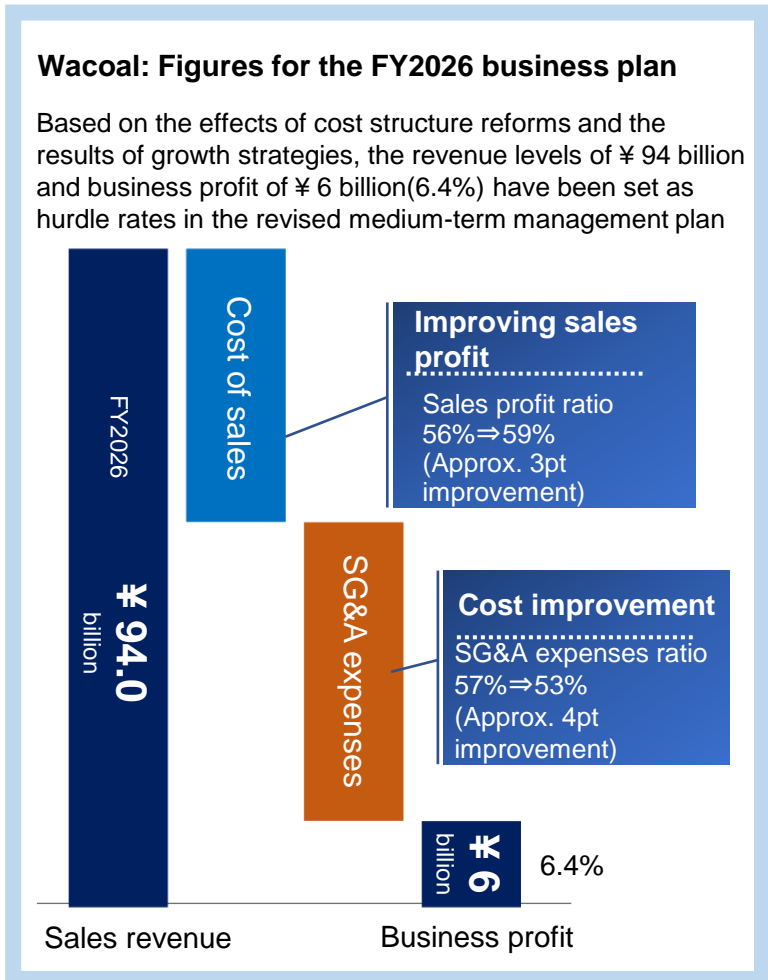 Wacoal: Figures for the FY2026 business plan
Based on the effects of cost structure reforms and the
results of growth strategies, the revenue levels of ¥ 94 billion
and business profit of ¥ 6 billion(6.4%) have been set as
hurdle rates in the revised medium-term management plan
FY2026
¥ 94.0
billion
Cost of sales
Improving sales
profit
Sales profit ratio
56%⇒59%
(Approx. 3pt
improvement)
SG&A expenses
Cost improvement
SG&A expenses ratio
57%⇒53%
(Approx. 4pt
improvement)
¥ 6
billion
6.4%
Sales revenue
Business profit